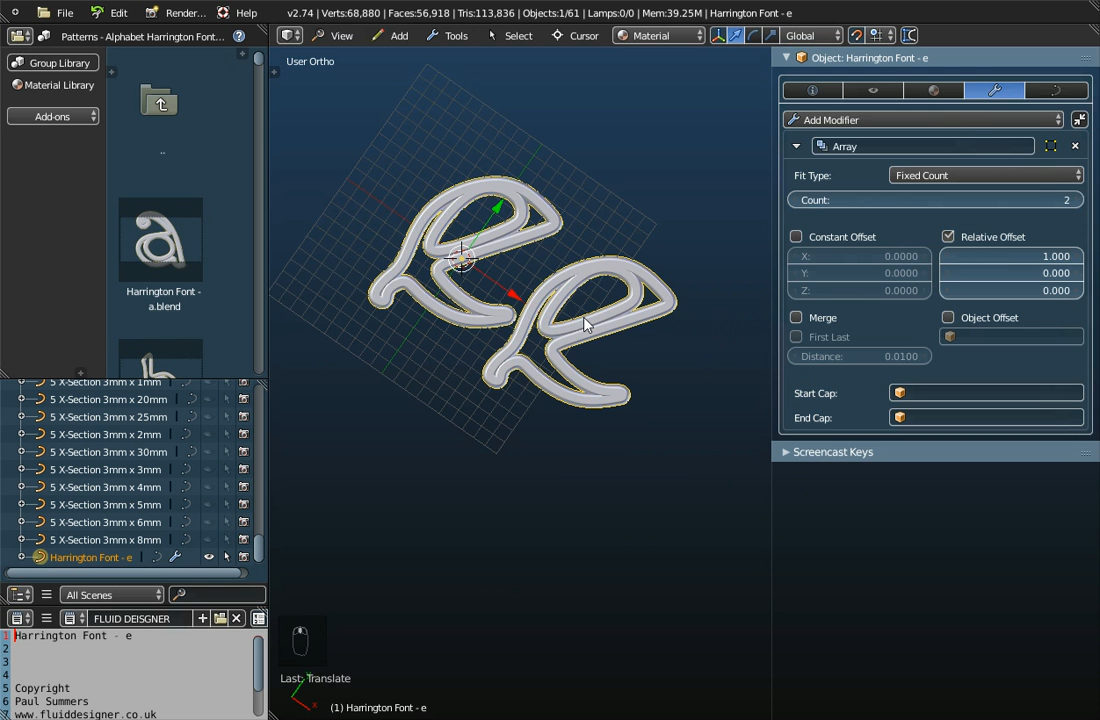 File
Edit
Render...
Help
v2.74 | Verts:68,880 | Faces:56,918 | Tris:113,836 | Objects:1/61 | Lamps:0/0 | Mem:39.25M | Harrington Font - e
Patterns - Alphabet Harrington Font...
View
Add
Tools
Select
Cursor
Material
Global
Group Library
Material Library
Add-ons
..
Harrington Font - a.blend
User Ortho
Object: Harrington Font - e
Add Modifier
Array
Fit Type:
Fixed Count
Count:
2
Constant Offset
Relative Offset
X:
0.0000
1.000
Y:
0.0000
0.000
Z:
0.0000
0.000
Merge
Object Offset
First Last
Distance:
0.0100
Start Cap:
End Cap:
Screencast Keys
5 X-Section 3mm x 1mm
5 X-Section 3mm x 20mm
5 X-Section 3mm x 25mm
5 X-Section 3mm x 2mm
5 X-Section 3mm x 30mm
5 X-Section 3mm x 3mm
5 X-Section 3mm x 4mm
5 X-Section 3mm x 5mm
5 X-Section 3mm x 6mm
5 X-Section 3mm x 8mm
Harrington Font - e
All Scenes
FLUID DEISGNER
1 Harrington Font - e
2
3
4
5 Copyright
6 Paul Summers
7 www.fluiddesigner.co.uk
Last: Translate
x
(1) Harrington Font - e